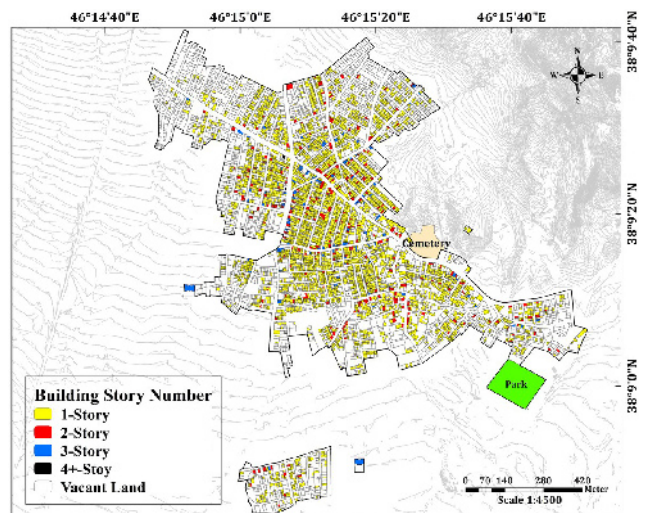 46°14'40"E 46°15'0"E 46°15'20"E 46°15'40"E
38°9'40"N
N
W E
S
38°9'20"N
Cemetery
38°9'0"N
Park
Building Story Number
1-Story
2-Story
3-Story
4+-Stoy
Vacant Land
0 70 140 280 420
Meter
Scale 1:4500